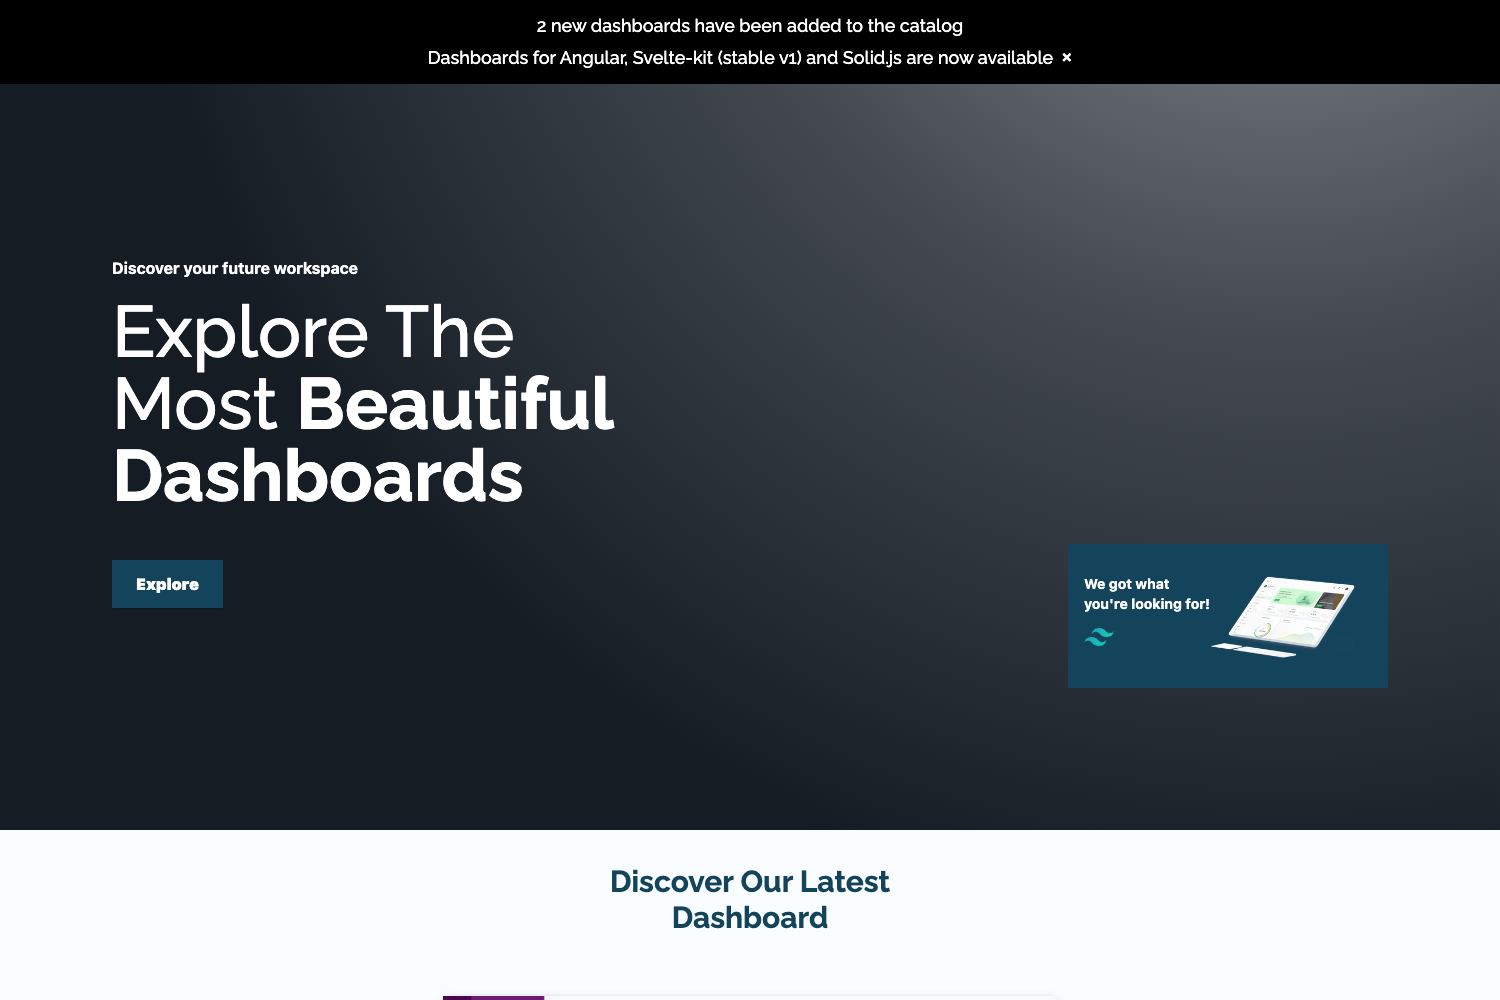 2 new dashboards have been added to the catalog
Dashboards for Angular, Svelte-kit (stable v1) and Solid.js are now available ×
Discover your future workspace
Explore The
Most Beautiful
Dashboards
Explore
We got what
you're looking for!
Discover Our Latest
Dashboard